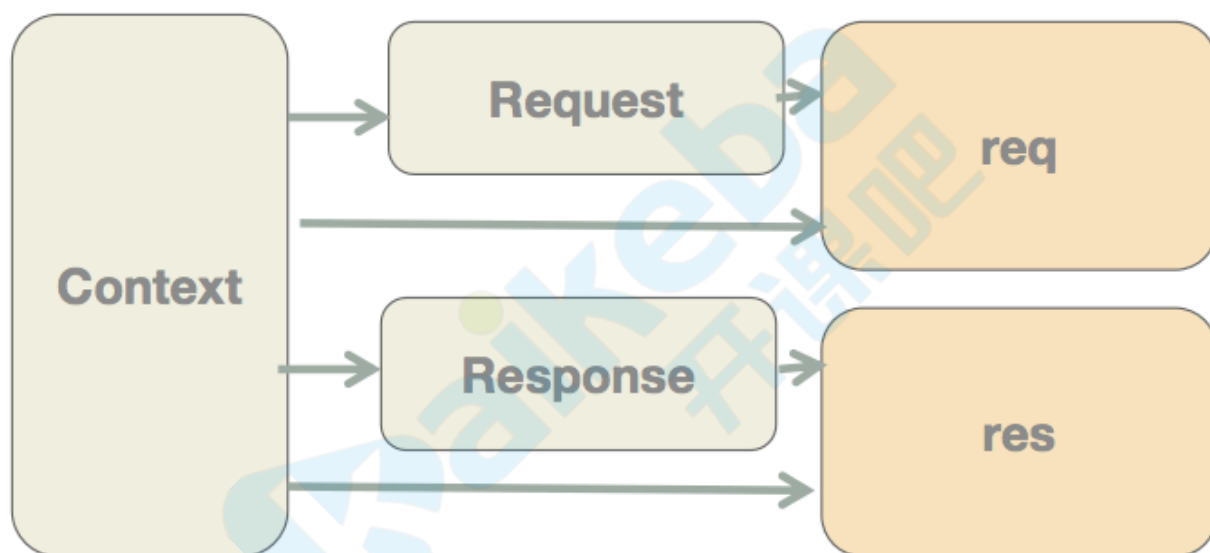 Request
req
Context
Response
res
Kaikeba
开课吧